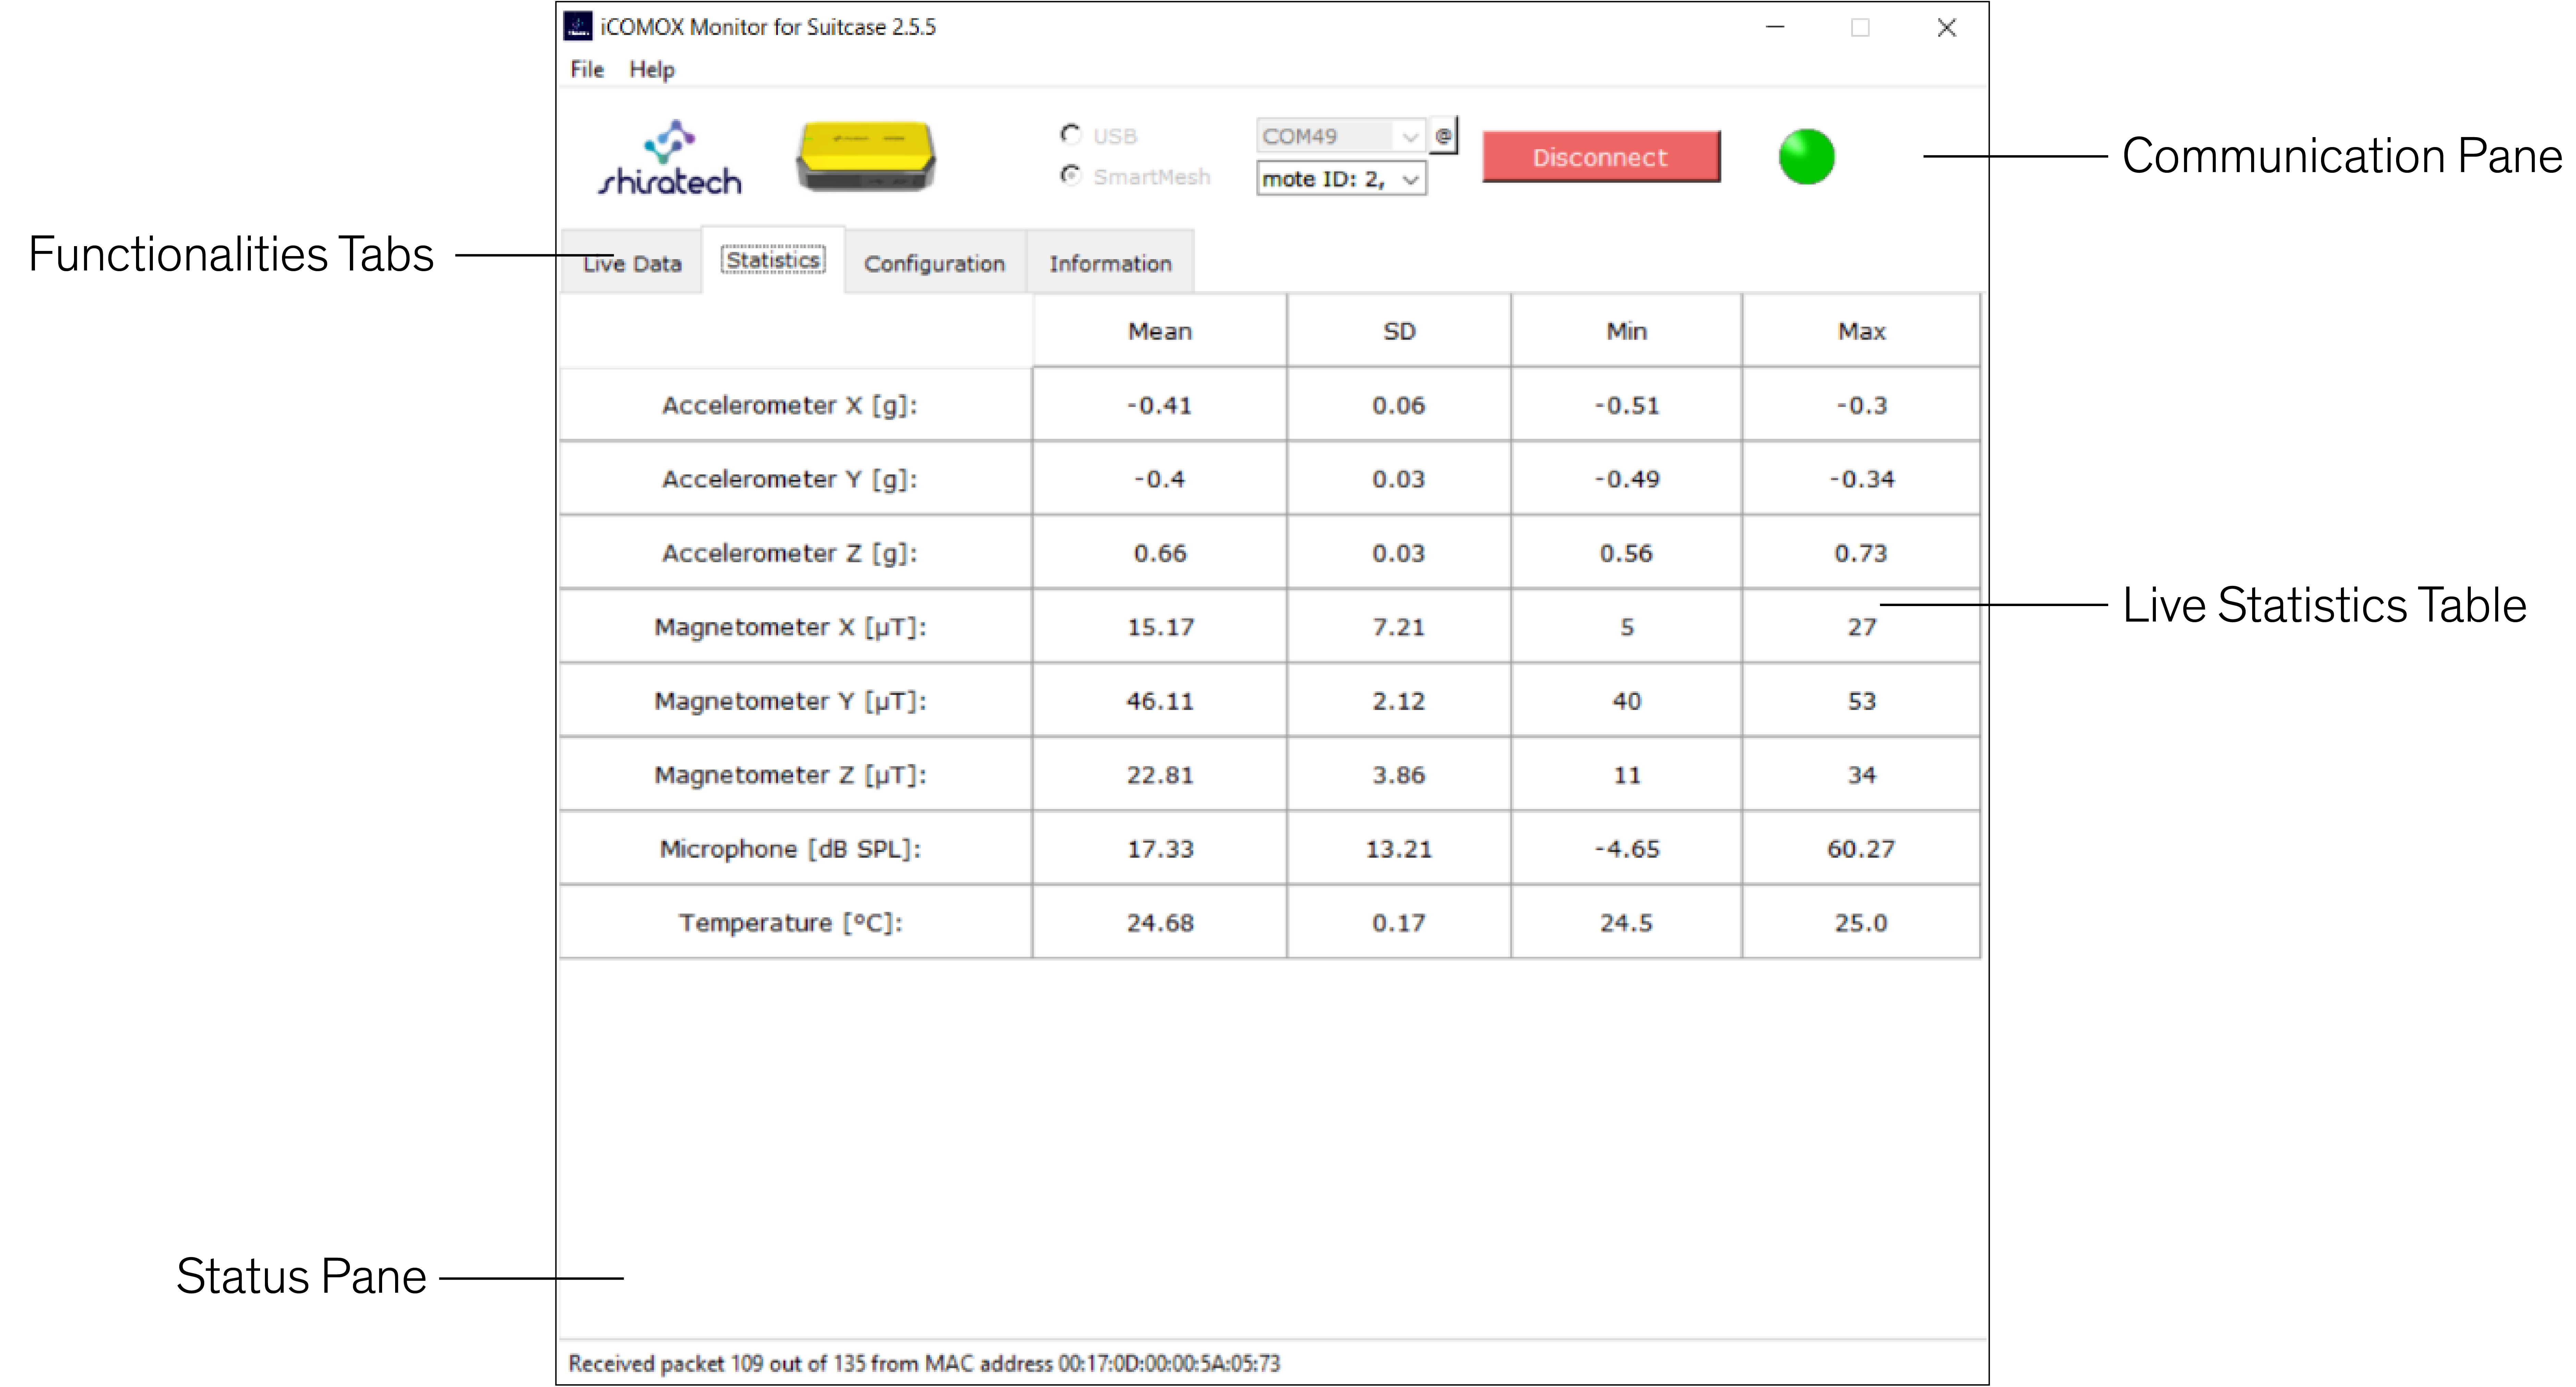 iCOMOX Monitor for Suitcase 2.5.5
File Help
shiratech
USB
COM49 @
SmartMesh
mote ID: 2,
Disconnect
Communication Pane
Functionalities Tabs
Live Data Statistics Configuration Information
Mean SD Min Max
Accelerometer X [g]: -0.41 0.06 -0.51 -0.3
Accelerometer Y [g]: -0.4 0.03 -0.49 -0.34
Accelerometer Z [g]: 0.66 0.03 0.56 0.73
Live Statistics Table
Magnetometer X [µT]: 15.17 7.21 5 27
Magnetometer Y [µT]: 46.11 2.12 40 53
Magnetometer Z [µT]: 22.81 3.86 11 34
Microphone [dB SPL]: 17.33 13.21 -4.65 60.27
Temperature [ºC]: 24.68 0.17 24.5 25.0
Status Pane
Received packet 109 out of 135 from MAC address 00:17:0D:00:00:5A:05:73